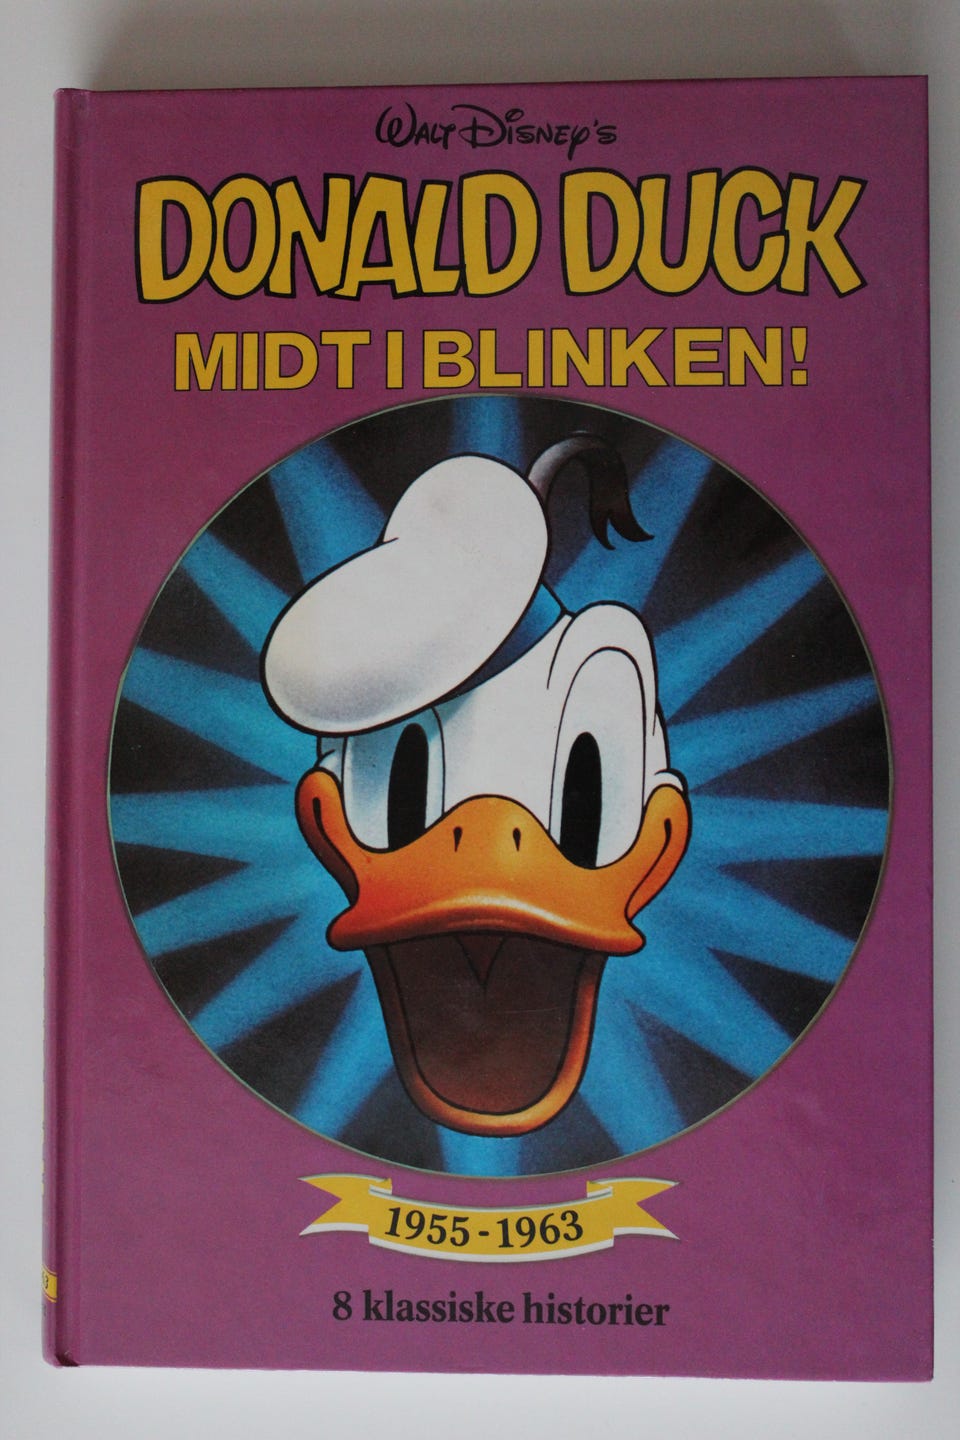 WALT DISNEY'S
DONALD DUCK
MIDT I BLINKEN!
1955-1963
8 klassiske historier